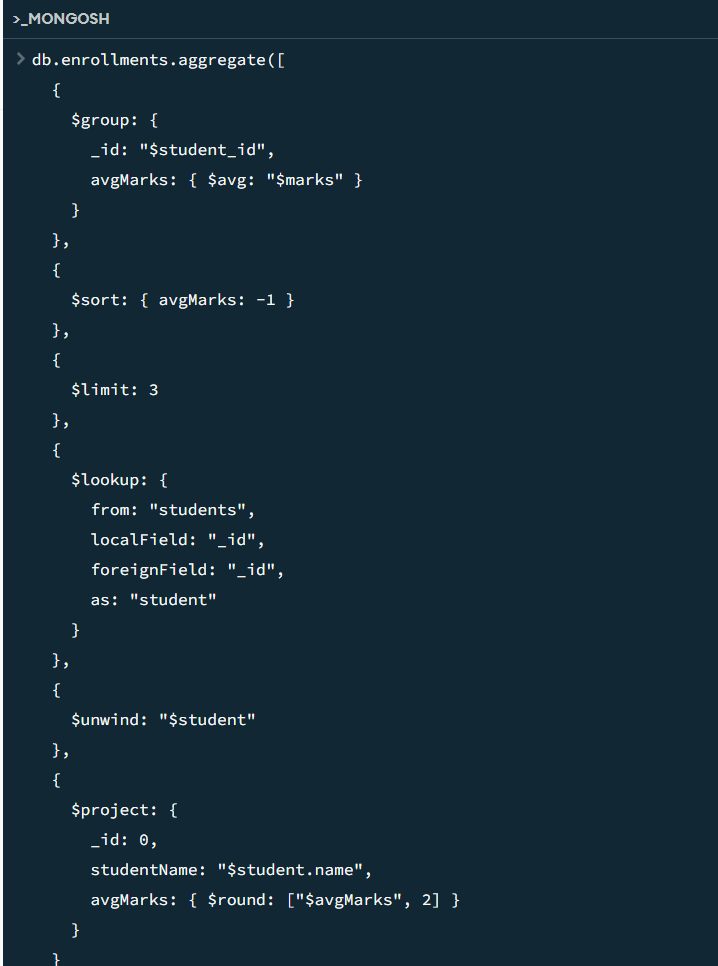 >_MONGOSH
> db.enrollments.aggregate([
{
$group: {
_id: "$student_id",
avgMarks: { $avg: "$marks" }
}
},
{
$sort: { avgMarks: -1 }
},
{
$limit: 3
},
{
$lookup: {
from: "students",
localField: "_id",
foreignField: "_id",
as: "student"
}
},
{
$unwind: "$student"
},
{
$project: {
_id: 0,
studentName: "$student.name",
avgMarks: { $round: ["$avgMarks", 2] }
}
}